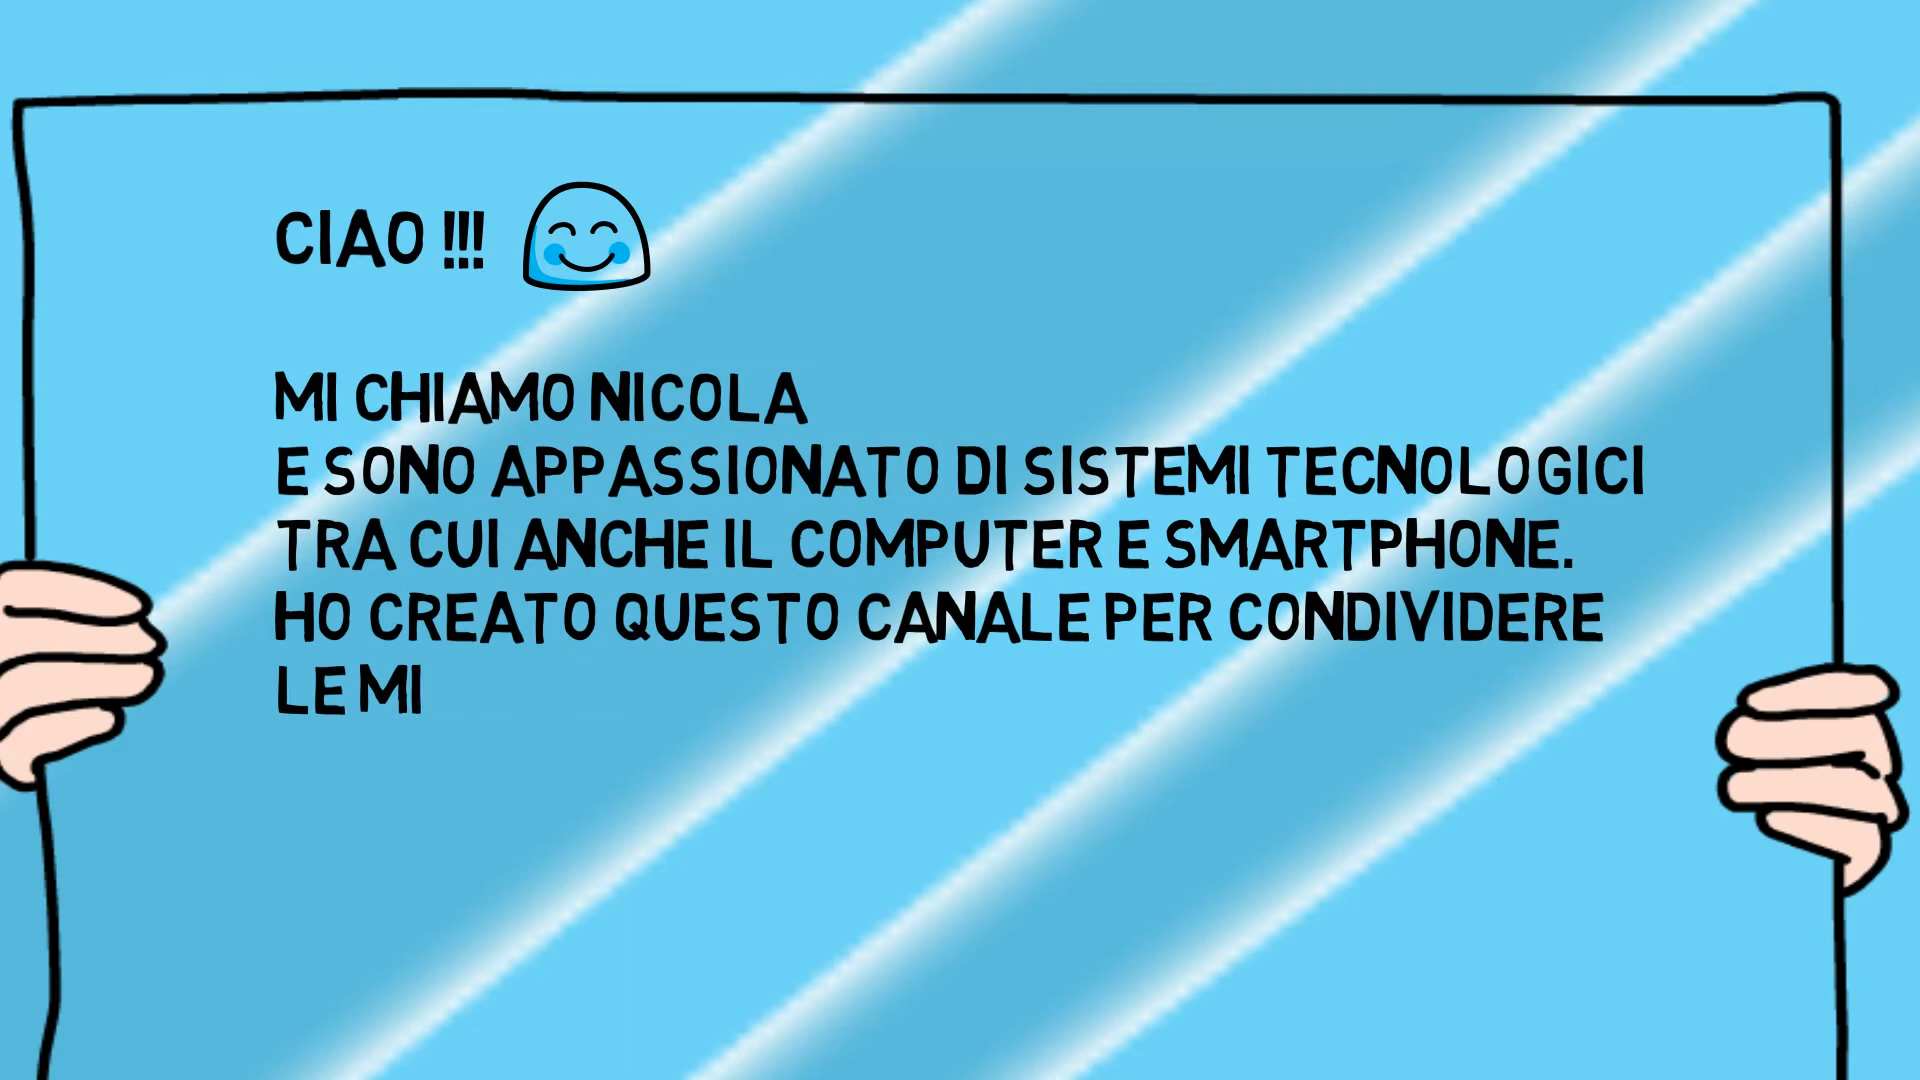 CIAO !!!
MI CHIAMO NICOLA
E SONO APPASSIONATO DI SISTEMI TECNOLOGICI
TRA CUI ANCHE IL COMPUTER E SMARTPHONE.
HO CREATO QUESTO CANALE PER CONDIVIDERE
LE MI